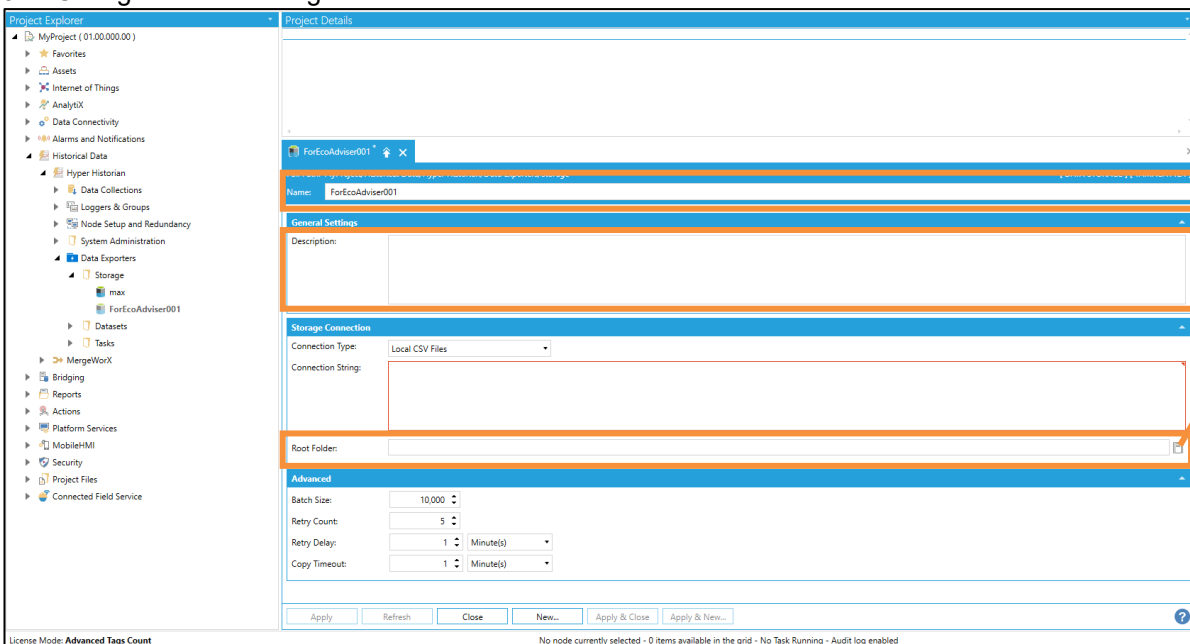 Project Explorer
Project Details
MyProject ( 01.00.000.00 )
Favorites
Assets
Internet of Things
AnalytiX
Data Connectivity
Alarms and Notifications
Historical Data
Hyper Historian
Data Collections
Loggers & Groups
Node Setup and Redundancy
System Administration
Data Exporters
Storage
max
ForEcoAdviser001
Datasets
Tasks
MergeWorX
Bridging
Reports
Actions
Platform Services
MobileHMI
Security
Project Files
Connected Field Service
ForEcoAdviser001 *
Name: ForEcoAdviser001
General Settings
Description:
Storage Connection
Connection Type: Local CSV Files
Connection String:
Root Folder:
Advanced
Batch Size: 10,000
Retry Count: 5
Retry Delay: 1 Minute(s)
Copy Timeout: 1 Minute(s)
Apply Refresh Close New... Apply & Close Apply & New... ?
License Mode: Advanced Tags Count No node currently selected - 0 items available in the grid - No Task Running - Audit log enabled